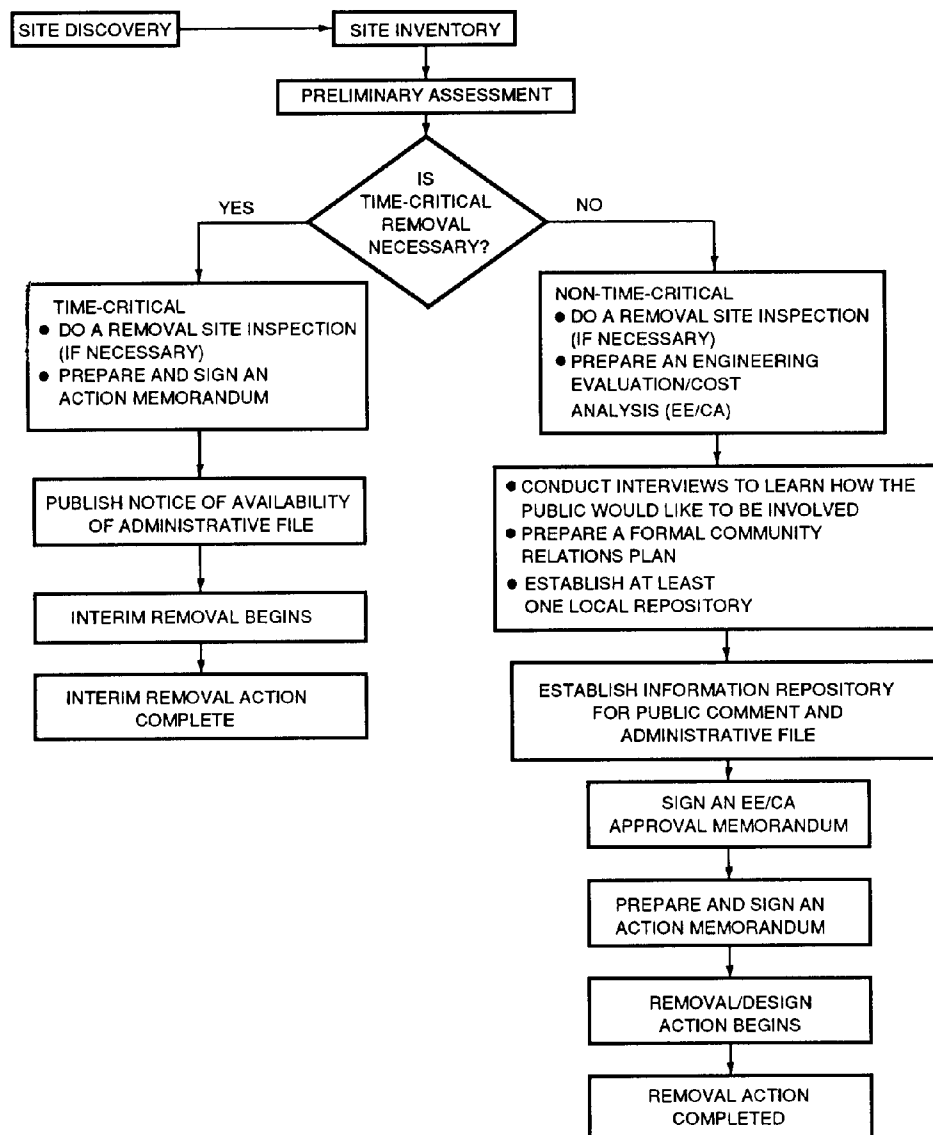 SITE DISCOVERY
SITE INVENTORY
PRELIMINARY ASSESSMENT
IS
TIME-CRITICAL
REMOVAL
NECESSARY?
YES
NO
TIME-CRITICAL
● DO A REMOVAL SITE INSPECTION
(IF NECESSARY)
● PREPARE AND SIGN AN
ACTION MEMORANDUM
PUBLISH NOTICE OF AVAILABILITY
OF ADMINISTRATIVE FILE
INTERIM REMOVAL BEGINS
INTERIM REMOVAL ACTION
COMPLETE
NON-TIME-CRITICAL
● DO A REMOVAL SITE INSPECTION
(IF NECESSARY)
● PREPARE AN ENGINEERING
EVALUATION/COST
ANALYSIS (EE/CA)
● CONDUCT INTERVIEWS TO LEARN HOW THE
PUBLIC WOULD LIKE TO BE INVOLVED
● PREPARE A FORMAL COMMUNITY
RELATIONS PLAN
● ESTABLISH AT LEAST
ONE LOCAL REPOSITORY
ESTABLISH INFORMATION REPOSITORY
FOR PUBLIC COMMENT AND
ADMINISTRATIVE FILE
SIGN AN EE/CA
APPROVAL MEMORANDUM
PREPARE AND SIGN AN
ACTION MEMORANDUM
REMOVAL/DESIGN
ACTION BEGINS
REMOVAL ACTION
COMPLETED